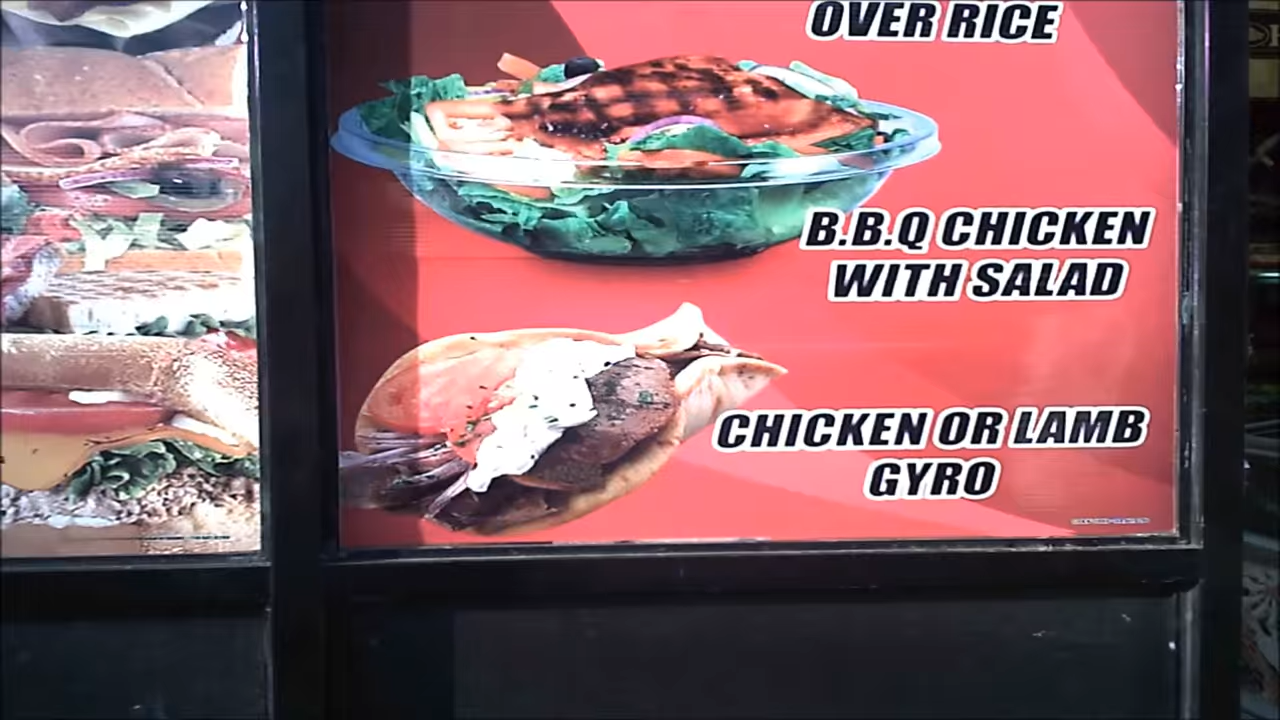 OVER RICE
B.B.Q CHICKEN
WITH SALAD
CHICKEN OR LAMB
GYRO